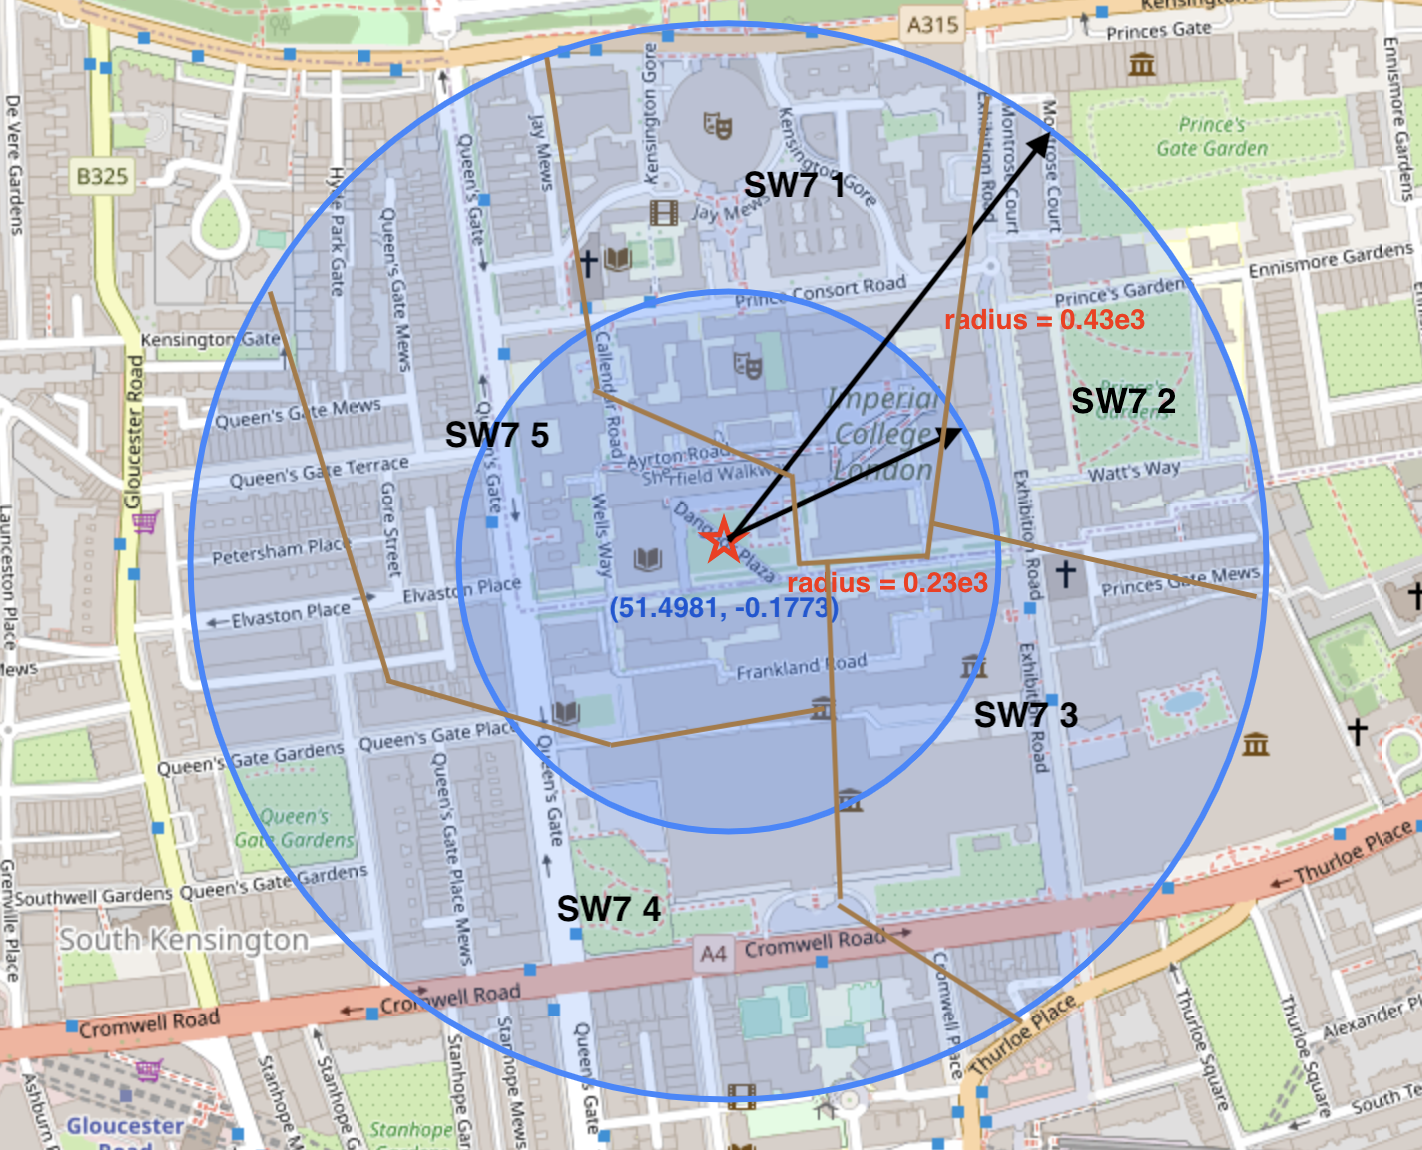 A315
Kensington
Princes Gate
De Vere Gardens
Jay Mews
Kensington Gore
Queen's Gate
Kensington Gore
Exhibition Road
Montrose Court
Montrose Court
Prince's
Gate Garden
Ennismore Gardens
B325
SW7 1
Hyde Park Gate
Queen's Gate Mews
Jay Mews
Ennismore Gardens
Prince Consort Road
Prince's Gardens
radius = 0.43e3
Kensington Gate
Gloucester Road
Callendar Road
Imperial
College
London
Prince's
Gardens
SW7 2
Queen's Gate Mews
SW7 5
Queen's Gate
Ayrton Road
Sherfield Walkway
Queen's Gate Terrace
Watt's Way
Gore Street
Wells Way
Exhibition Road
Launceston Place
Petersham Place
Dangoor Plaza
radius = 0.23e3
(51.4981, -0.1773)
Princes Mews
Elvaston Place
Elvaston Place
Mews
Frankland Road
Exhibition Road
SW7 3
Queen's Gate Gardens
Queen's Gate Place
Queen's Gate
Queen's Gate Place Mews
Queen's
Gate Gardens
Thurloe Place
Grenville Place
Southwell Gardens
Queen's Gate Gardens
SW7 4
South Kensington
A4
Cromwell Road
Cromwell Place
Cromwell Road
Cromwell Road
Thurloe Place
Thurloe Square
Thurloe Square
Alexander Pl
Stanhope M
Stanhope G
Stanhope Gar
Stanhope Mews
Queen's Gate
Ashburn P
Gloucester
Road
Stanhope
Gardens
South Te